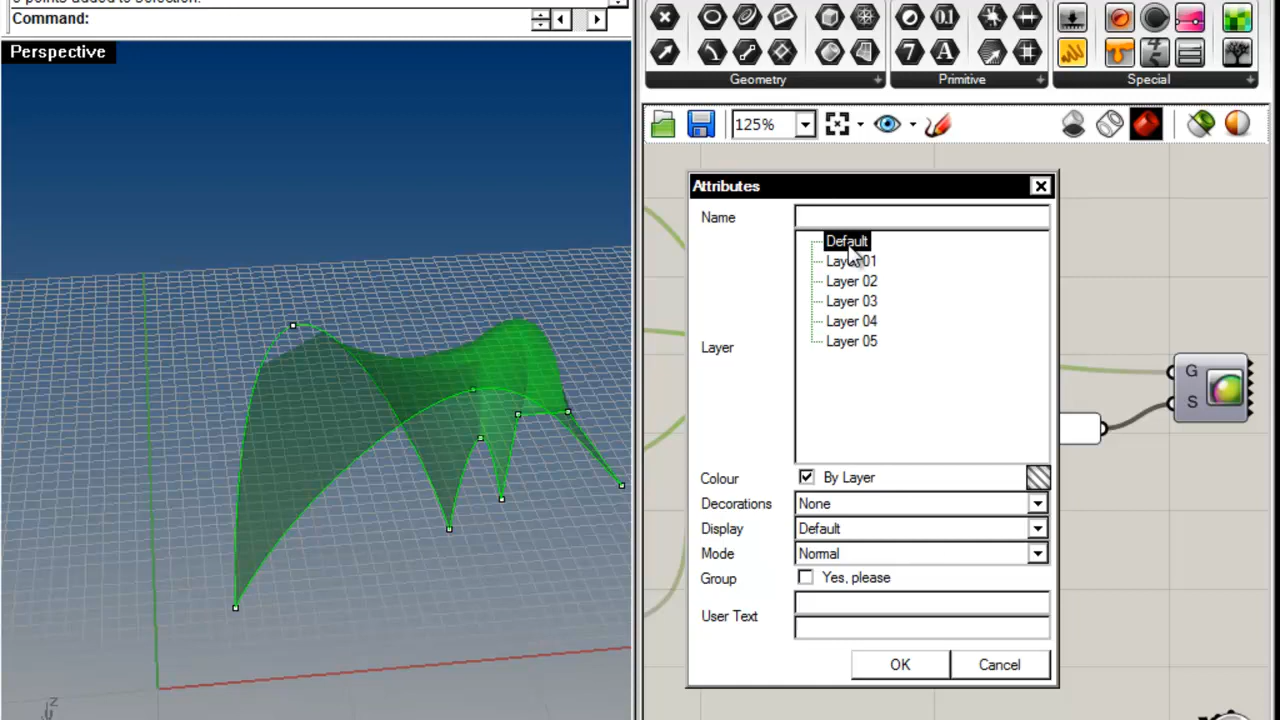 Command:
Perspective
Geometry
Primitive
Special
125%
Attributes
Name
Default
Layer 01
Layer 02
Layer 03
Layer 04
Layer 05
Layer
Colour By Layer
Decorations None
Display Default
Mode Normal
Group Yes, please
User Text
OK Cancel
G
S